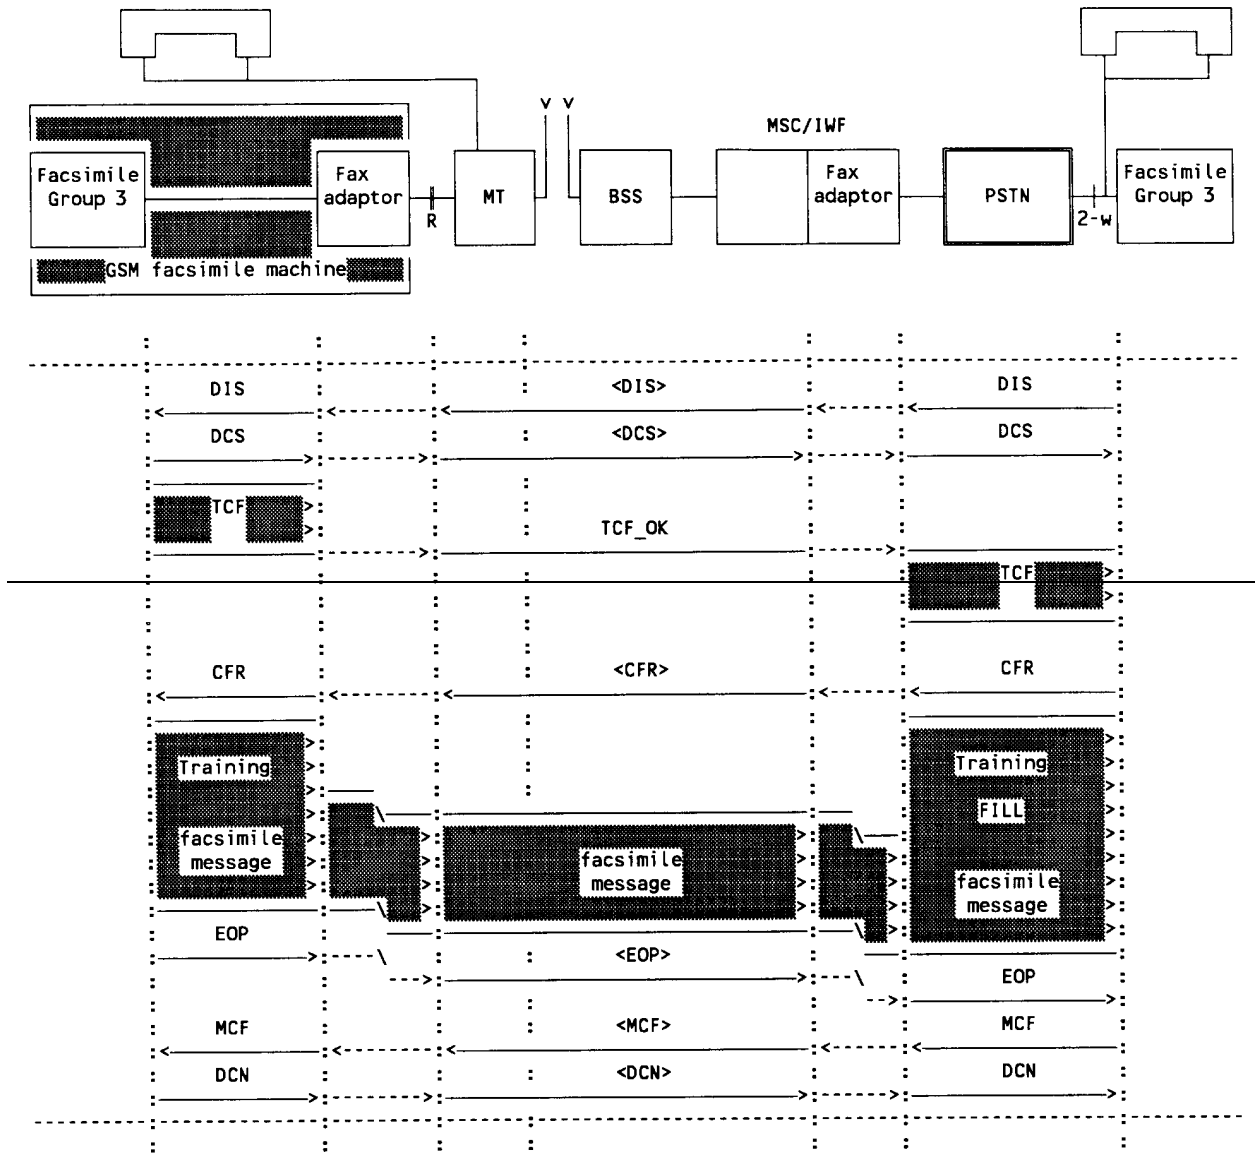 MSC/IWF
Facsimile
Group 3
Fax
adaptor
R
MT
BSS
Fax
adaptor
PSTN
2-w
Facsimile
Group 3
GSM facsimile machine
DIS <DIS> DIS
DCS <DCS> DCS
TCF
TCF_OK
TCF
CFR <CFR> CFR
Training
Training
FILL
facsimile
message
facsimile
message
facsimile
message
EOP <EOP> EOP
MCF <MCF> MCF
DCN <DCN> DCN